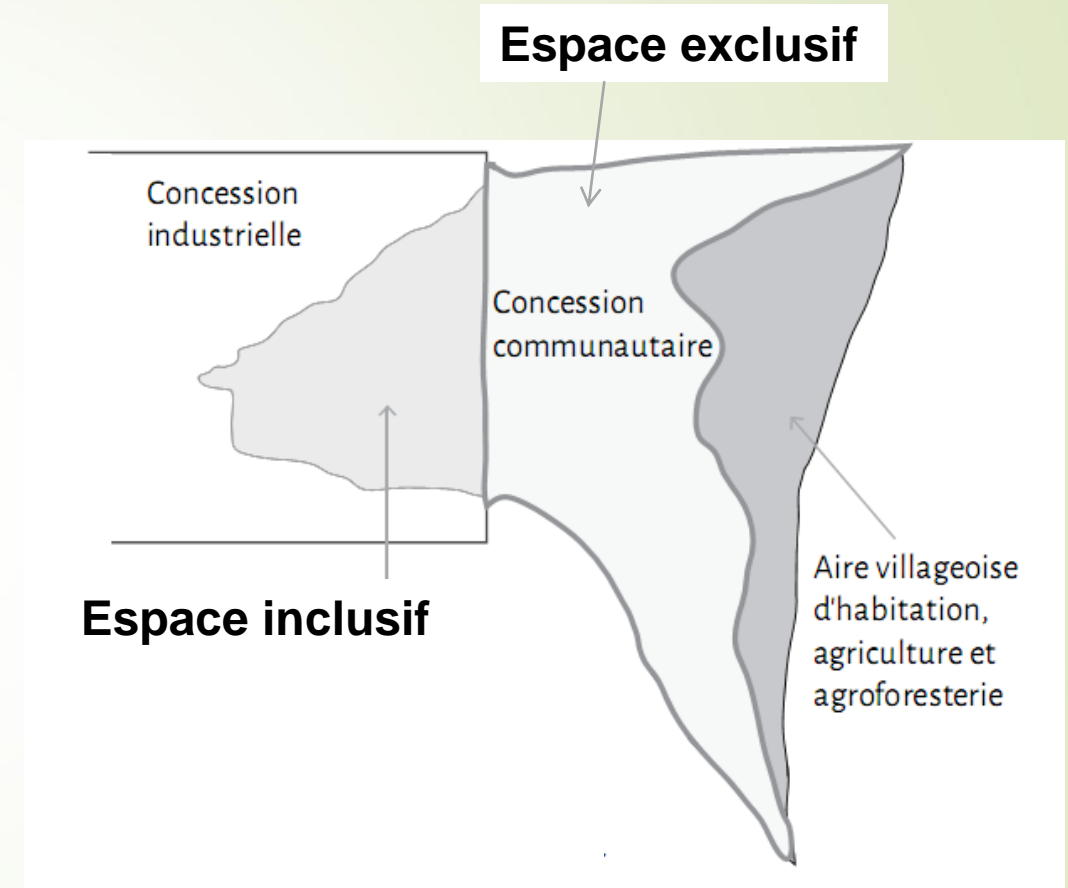 Espace exclusif
Concession
industrielle
Concession
communautaire
Espace inclusif
Aire villageoise
d'habitation,
agriculture et
agroforesterie